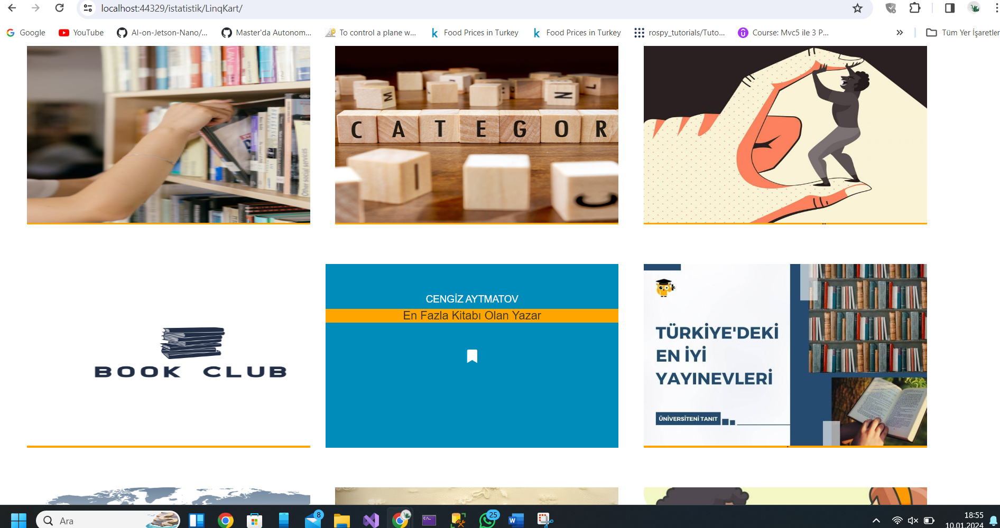 localhost:44329/istatistik/LinqKart/
Google
YouTube
AI-on-Jetson-Nano/...
Master'da Autonom...
To control a plane w...
Food Prices in Turkey
Food Prices in Turkey
rospy_tutorials/Tuto...
Course: Mvc5 ile 3 P...
»
Tüm Yer İşaretler
Other social services
M
N
L
C A T E G O R
I
C
BOOK CLUB
CENGİZ AYTMATOV
En Fazla Kitabı Olan Yazar
TÜRKİYE'DEKİ
EN İYİ
YAYINEVLERİ
ÜNİVERSİTENİ TANIT
Ara
8
25
18:55
10.01.2024